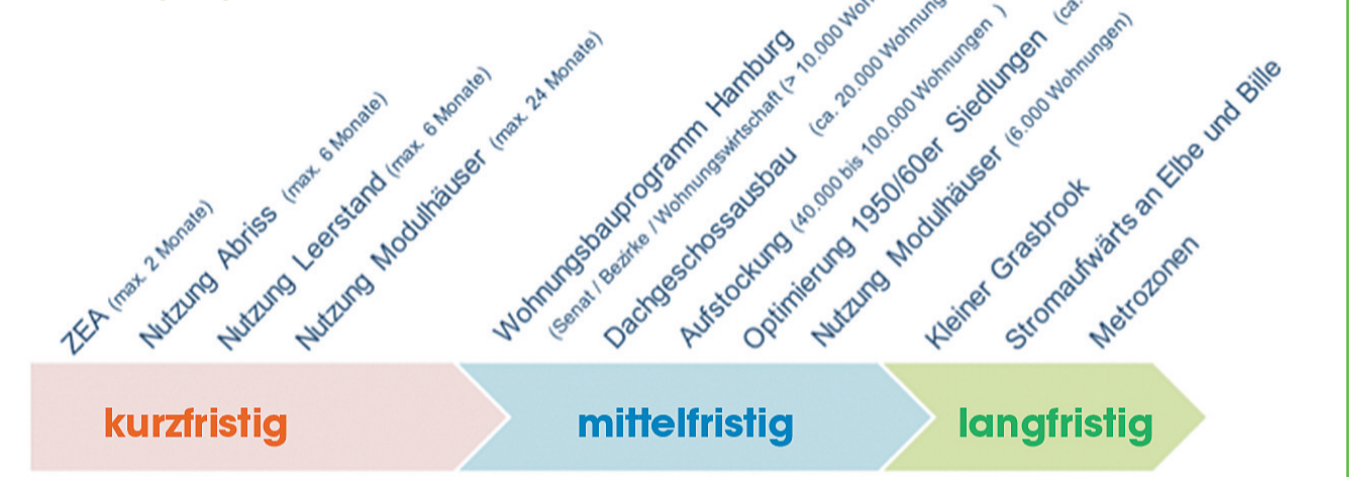 ZEA (max. 2 Monate)
Nutzung Abriss (max. 6 Monate)
Nutzung Leerstand (max. 6 Monate)
Nutzung Modulhäuser (max. 24 Monate)
Wohnungsbauprogramm Hamburg
(Senat / Bezirke / Wohnungswirtschaft (> 10.000
Dachgeschossausbau (ca. 20.000
Aufstockung (40.000 bis 100.000 Wohnungen )
Optimierung 1950/60er Siedlungen (ca.
Nutzung Modulhäuser (6.000 Wohnungen)
Kleiner Grasbrook
Stromaufwärts an Elbe und Bille
Metrozonen
kurzfristig
mittelfristig
langfristig